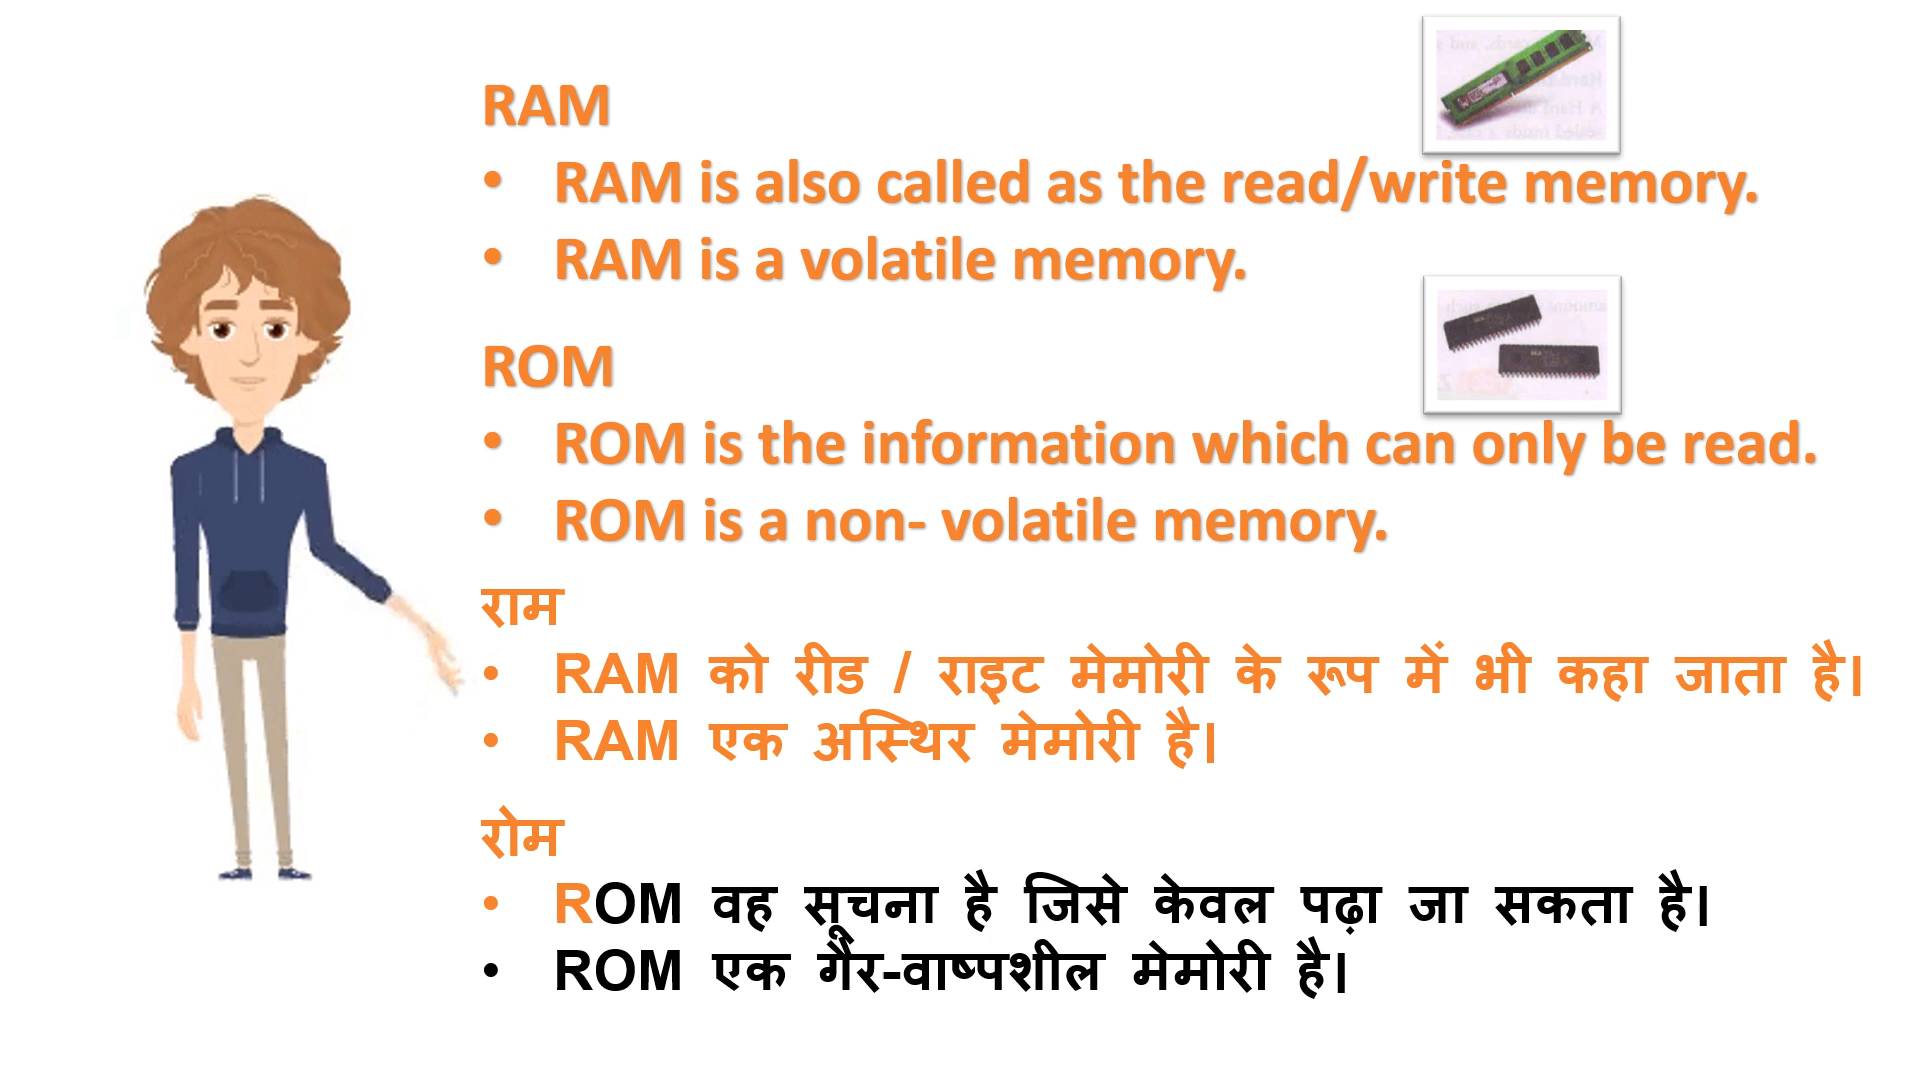 RAM
• RAM is also called as the read/write memory.
• RAM is a volatile memory.
ROM
• ROM is the information which can only be read.
• ROM is a non- volatile memory.
राम
• RAM को रीड / राइट मेमोरी के रूप में भी कहा जाता है।
• RAM एक अस्थिर मेमोरी है।
रोम
• ROM वह सूचना है जिसे केवल पढ़ा जा सकता है।
• ROM एक गैर-वाष्पशील मेमोरी है।